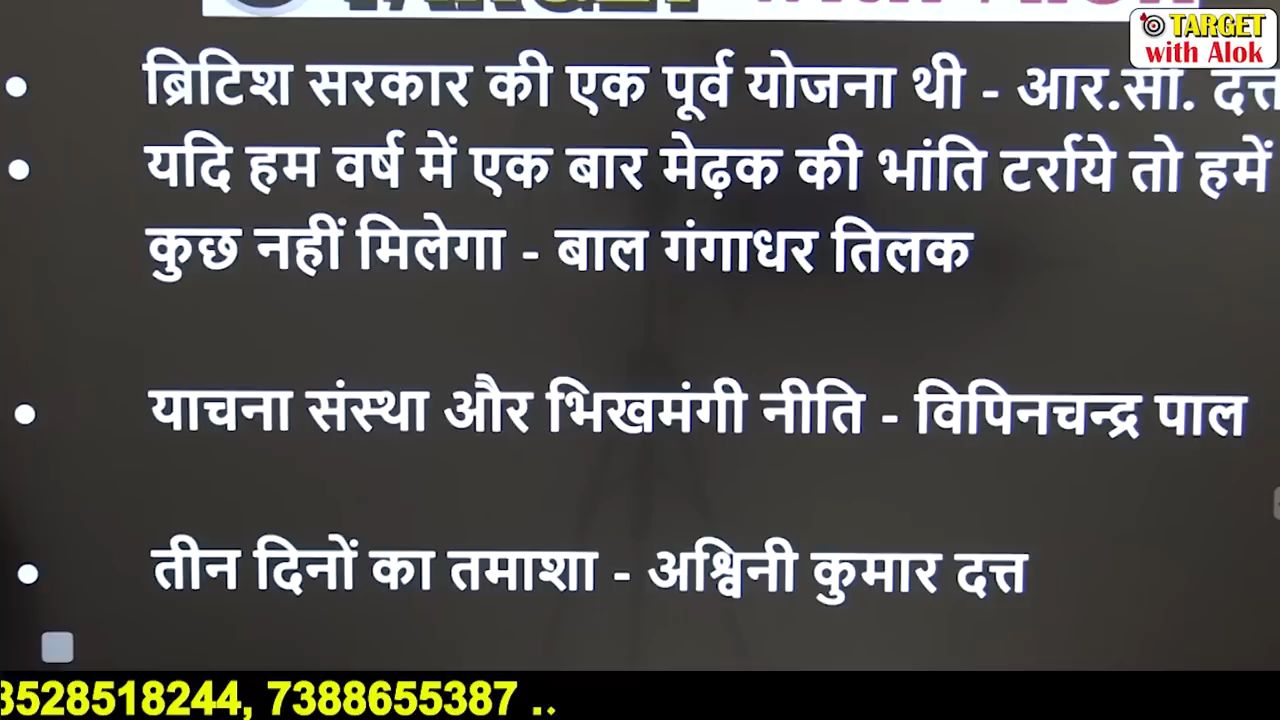 TARGET
with Alok
ब्रिटिश सरकार की एक पूर्व योजना थी - आर.सी. दत्त
यदि हम वर्ष में एक बार मेढ़क की भांति टर्राये तो हमें
कुछ नहीं मिलेगा - बाल गंगाधर तिलक
याचना संस्था और भिखमंगी नीति - विपिनचन्द्र पाल
तीन दिनों का तमाशा - अश्विनी कुमार दत्त
8528518244, 7388655387 ..